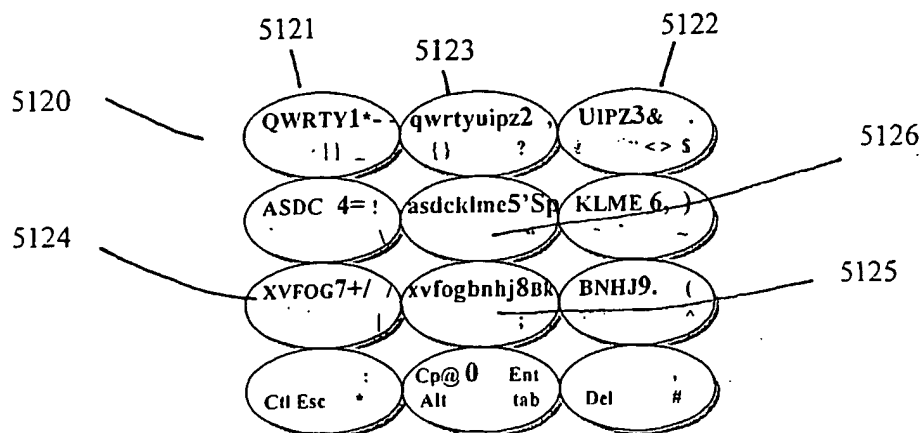 5121
5123
5122
5120
QWRTY1*- - qwrtyuipz2 , UIPZ3& .
_ {} ? < > $
5126
ASDC 4= ! asdcklme5'Sp KLME 6, )
\ " ~
5124
XVFOG7+/ / xvfogbnhj8Bk BNHJ9. (
| ; ^
5125
: Cp@ 0 Ent ,
Ctl Esc * Alt tab Del #